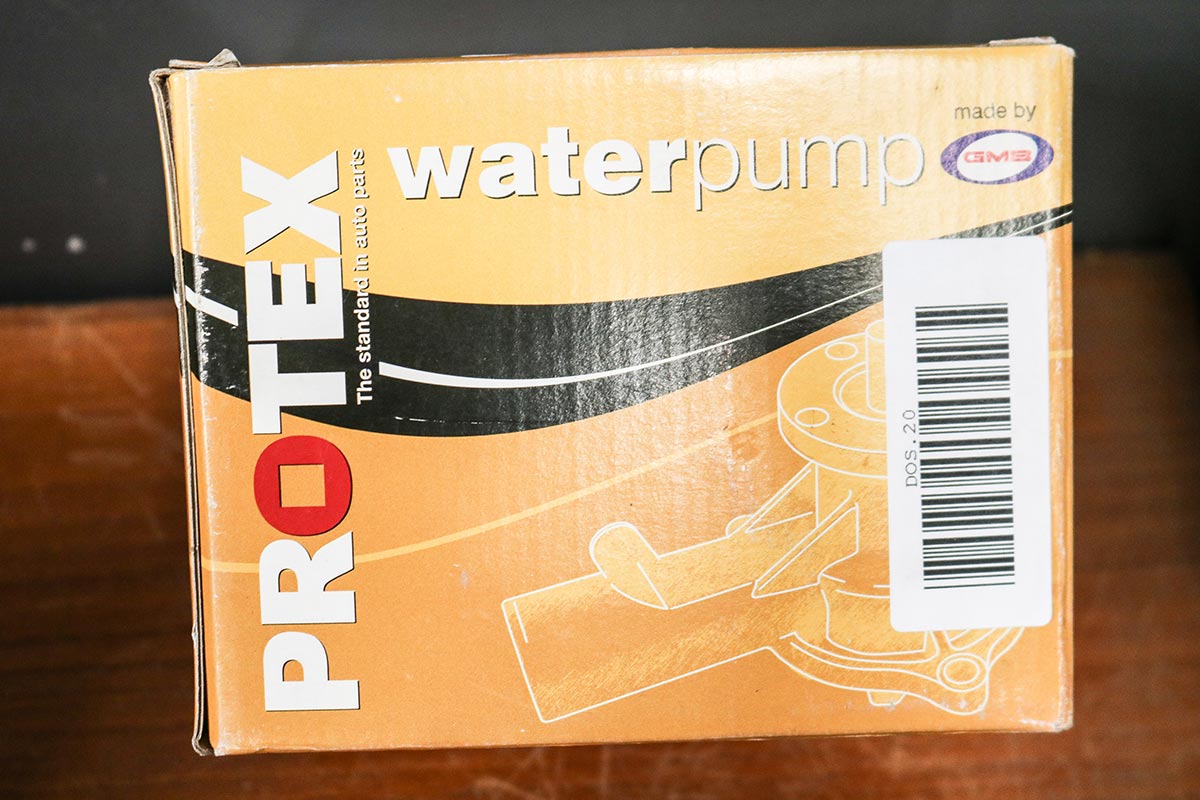 waterpump
made by
GMB
PROTEX
The standard in auto parts
DOS.20